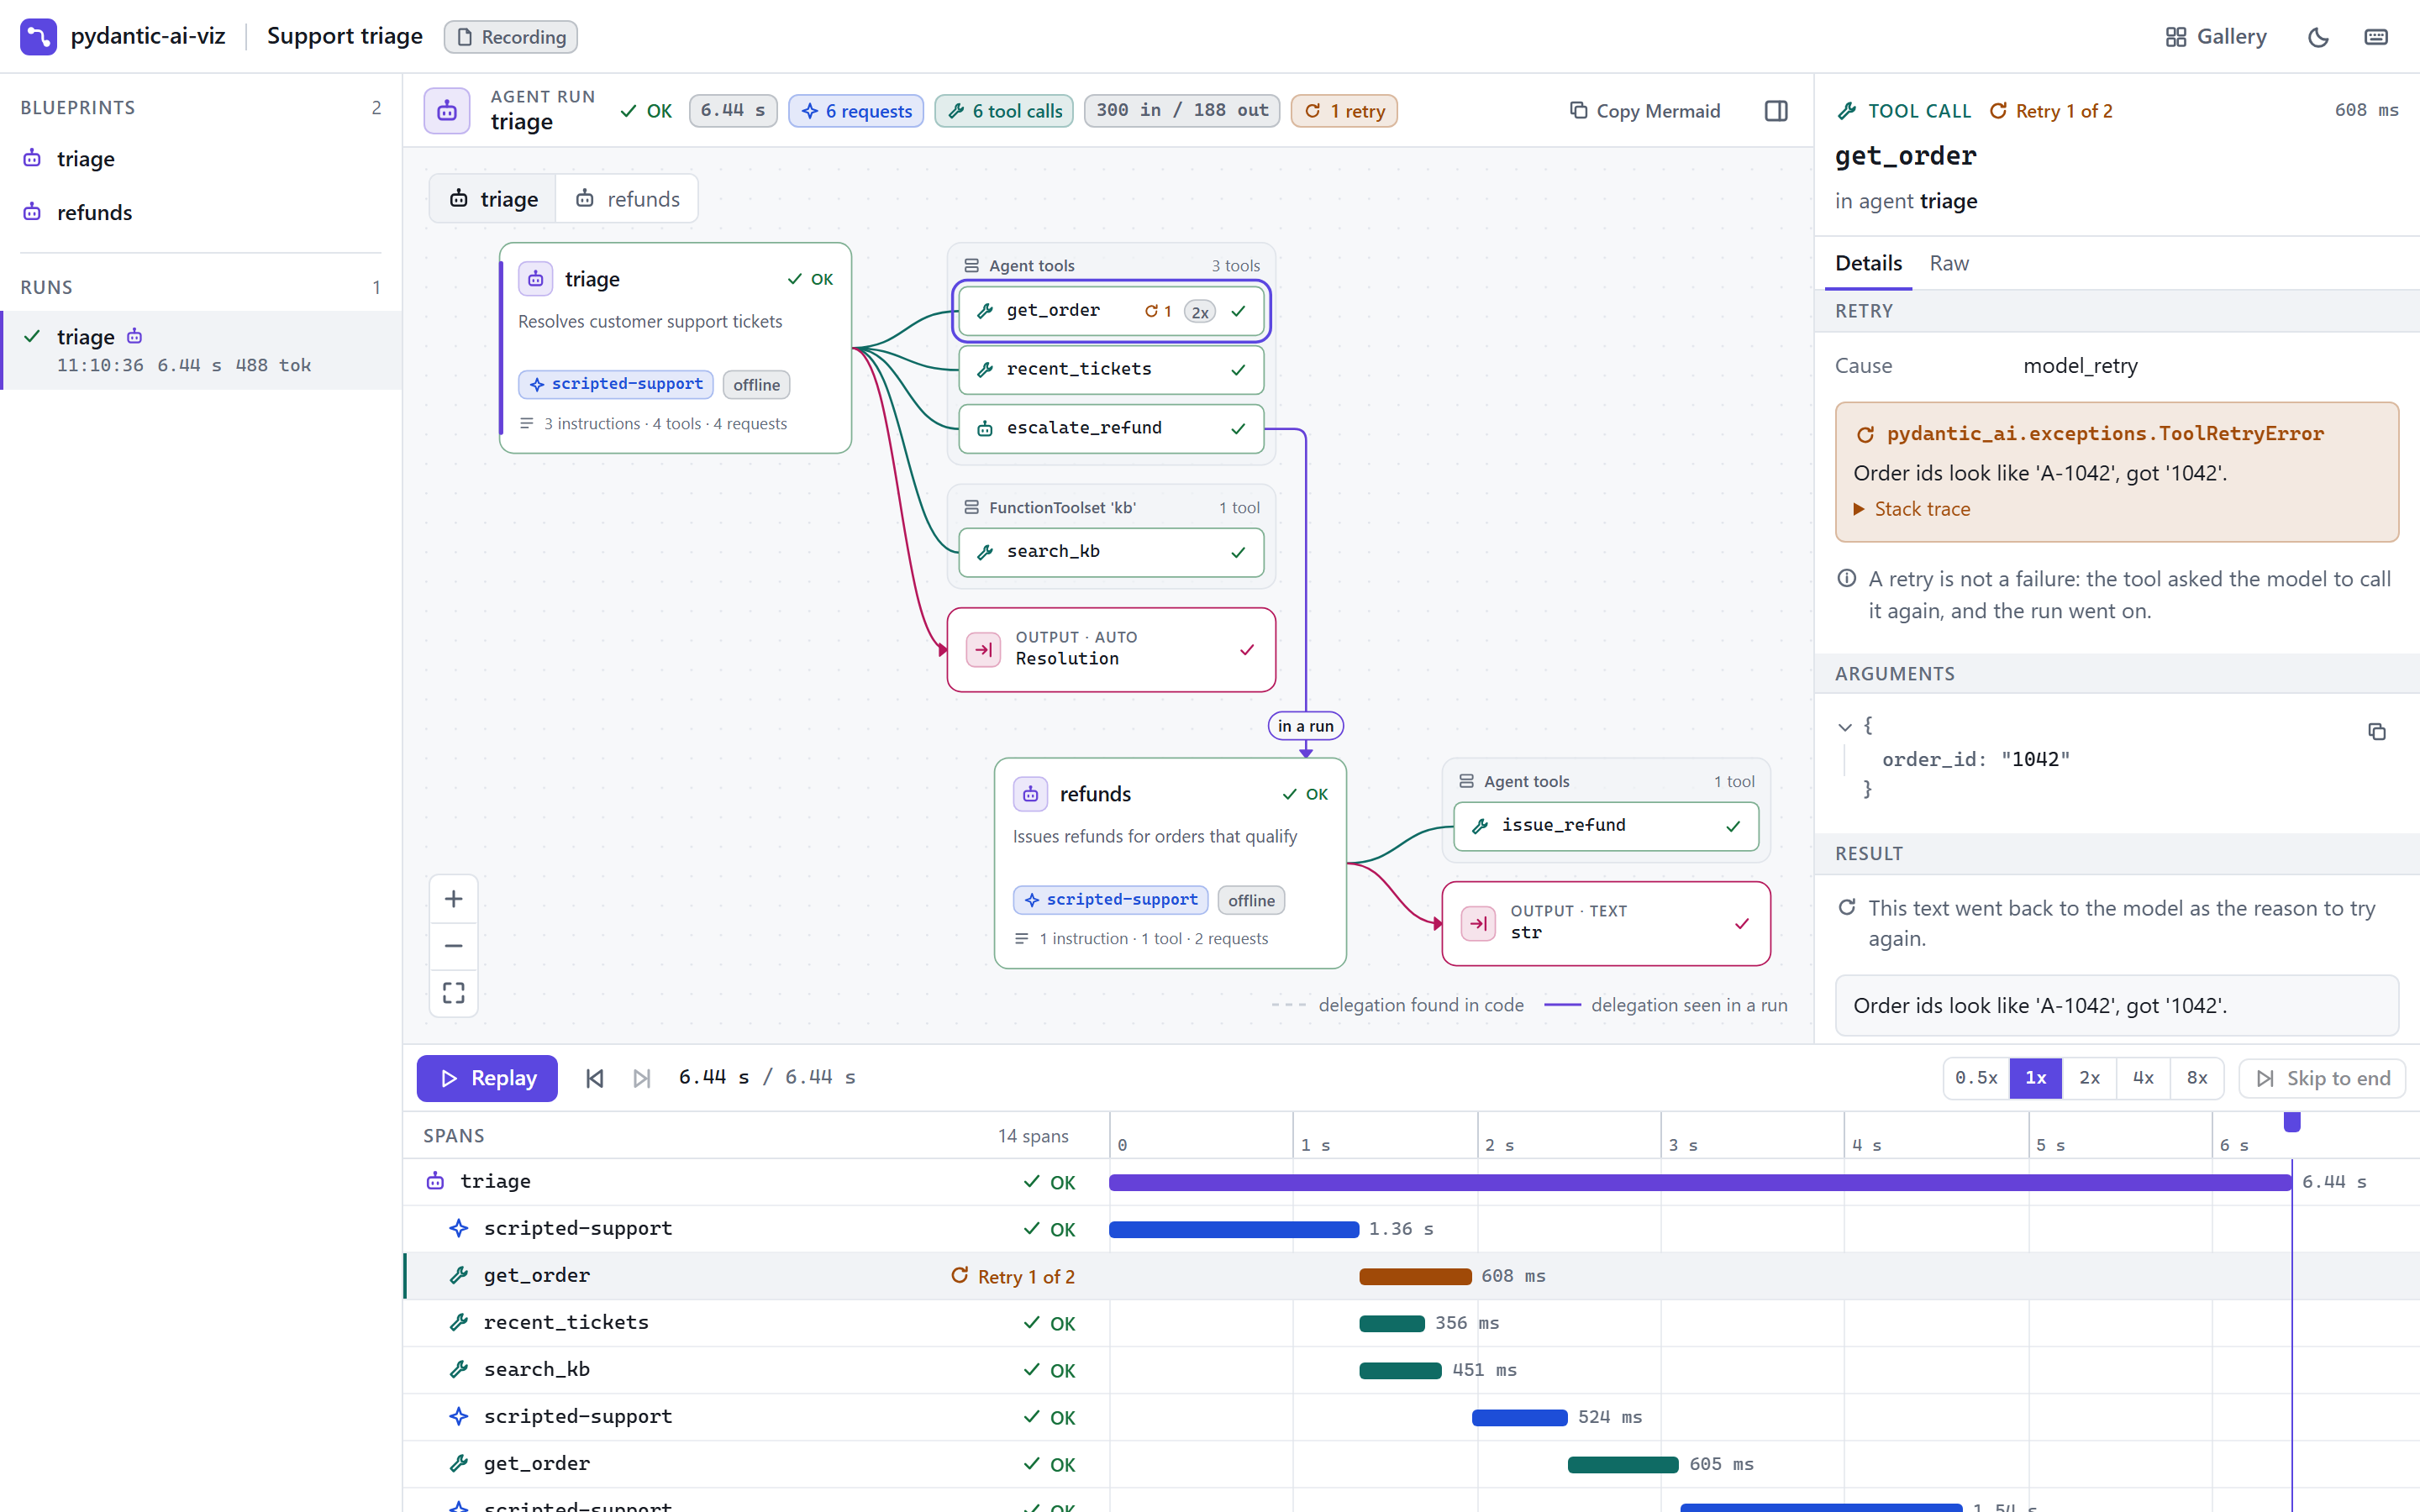 pydantic-ai-viz
Support triage
Recording
Gallery
BLUEPRINTS 2
triage
refunds
RUNS 1
triage
11:10:36 6.44 s 488 tok
AGENT RUN
triage
OK
6.44 s
6 requests
6 tool calls
300 in / 188 out
1 retry
Copy Mermaid
triage
refunds
triage
OK
Resolves customer support tickets
scripted-support
offline
3 instructions · 4 tools · 4 requests
Agent tools 3 tools
get_order 1 2x
recent_tickets
escalate_refund
FunctionToolset 'kb' 1 tool
search_kb
OUTPUT · AUTO
Resolution
in a run
refunds
OK
Issues refunds for orders that qualify
scripted-support
offline
1 instruction · 1 tool · 2 requests
Agent tools 1 tool
issue_refund
OUTPUT · TEXT
str
delegation found in code
delegation seen in a run
TOOL CALL Retry 1 of 2 608 ms
get_order
in agent triage
Details Raw
RETRY
Cause model_retry
pydantic_ai.exceptions.ToolRetryError
Order ids look like 'A-1042', got '1042'.
Stack trace
A retry is not a failure: the tool asked the model to call
it again, and the run went on.
ARGUMENTS
{
order_id: "1042"
}
RESULT
This text went back to the model as the reason to try
again.
Order ids look like 'A-1042', got '1042'.
Replay
6.44 s / 6.44 s
0.5x 1x 2x 4x 8x
Skip to end
SPANS 14 spans
0 1 s 2 s 3 s 4 s 5 s 6 s
triage OK 6.44 s
scripted-support OK 1.36 s
get_order Retry 1 of 2 608 ms
recent_tickets OK 356 ms
search_kb OK 451 ms
scripted-support OK 524 ms
get_order OK 605 ms
scripted-support OK 1.54 s